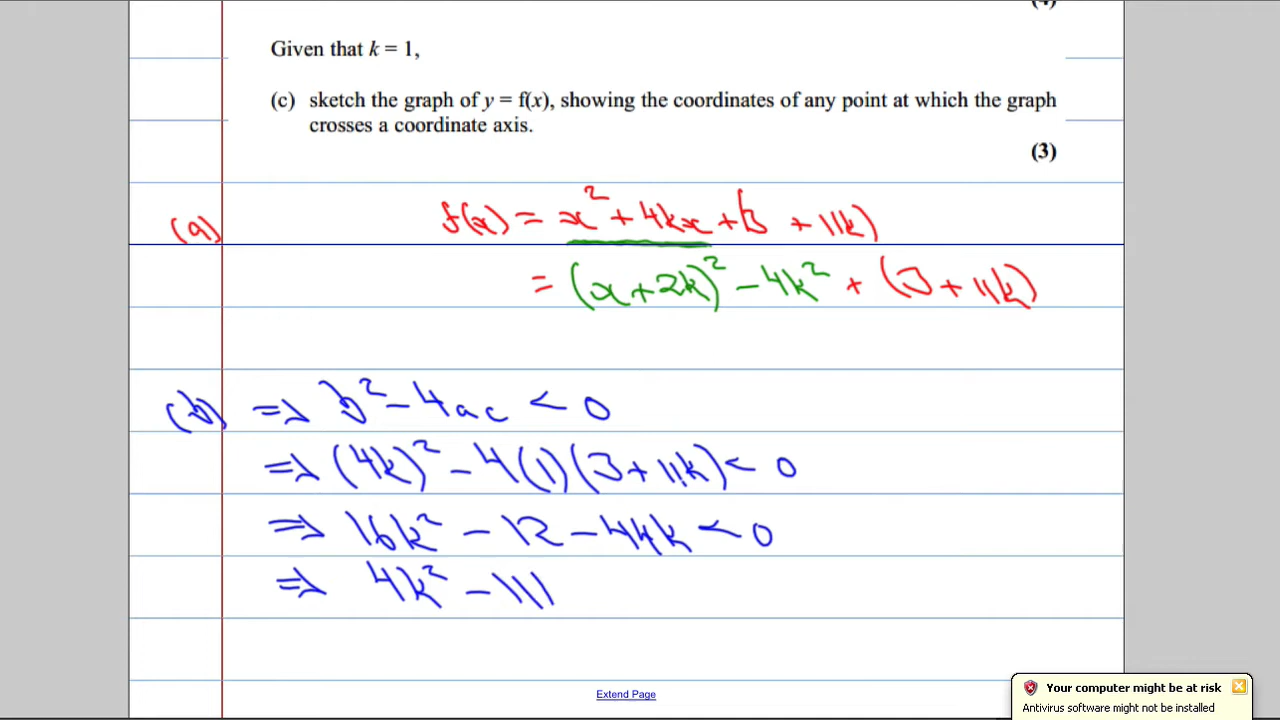 Given that k = 1,
(c) sketch the graph of y = f(x), showing the coordinates of any point at which the graph
crosses a coordinate axis.
(3)
(a) f(x) = x² + 4kx + (3 + 11k)
= (x+2k)² - 4k² + (3 + 11k)
(b) => b² - 4ac < 0
=> (4k)² - 4(1)(3 + 11k) < 0
=> 16k² - 12 - 44k < 0
=> 4k² - 11
Extend Page
Your computer might be at risk
Antivirus software might not be installed